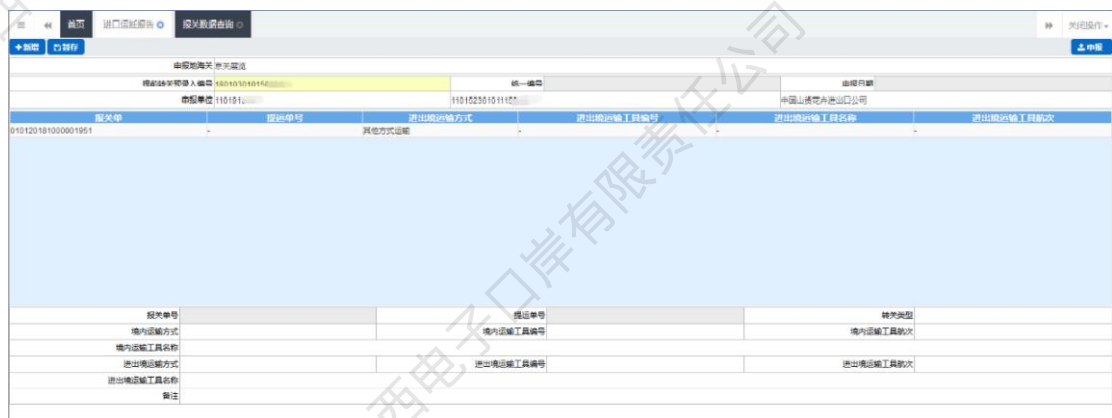 首页 进口运抵报告 报关数据查询 关闭操作
+新增 暂存 申报
申报地海关 京关展览
提前转关预录入编号 统一编号 申报日期
申报单位 中国山货花卉进出口公司
报关单 提运单号 进出境运输方式 进出境运输工具编号 进出境运输工具名称 进出境运输工具航次
010120181000001951 - 其他方式运输 - - -
报关单号 提运单号 转关类型
境内运输方式 境内运输工具编号 境内运输工具航次
境内运输工具名称
进出境运输方式 进出境运输工具编号 进出境运输工具航次
进出境运输工具名称
备注
西电子口岸有限责任公司